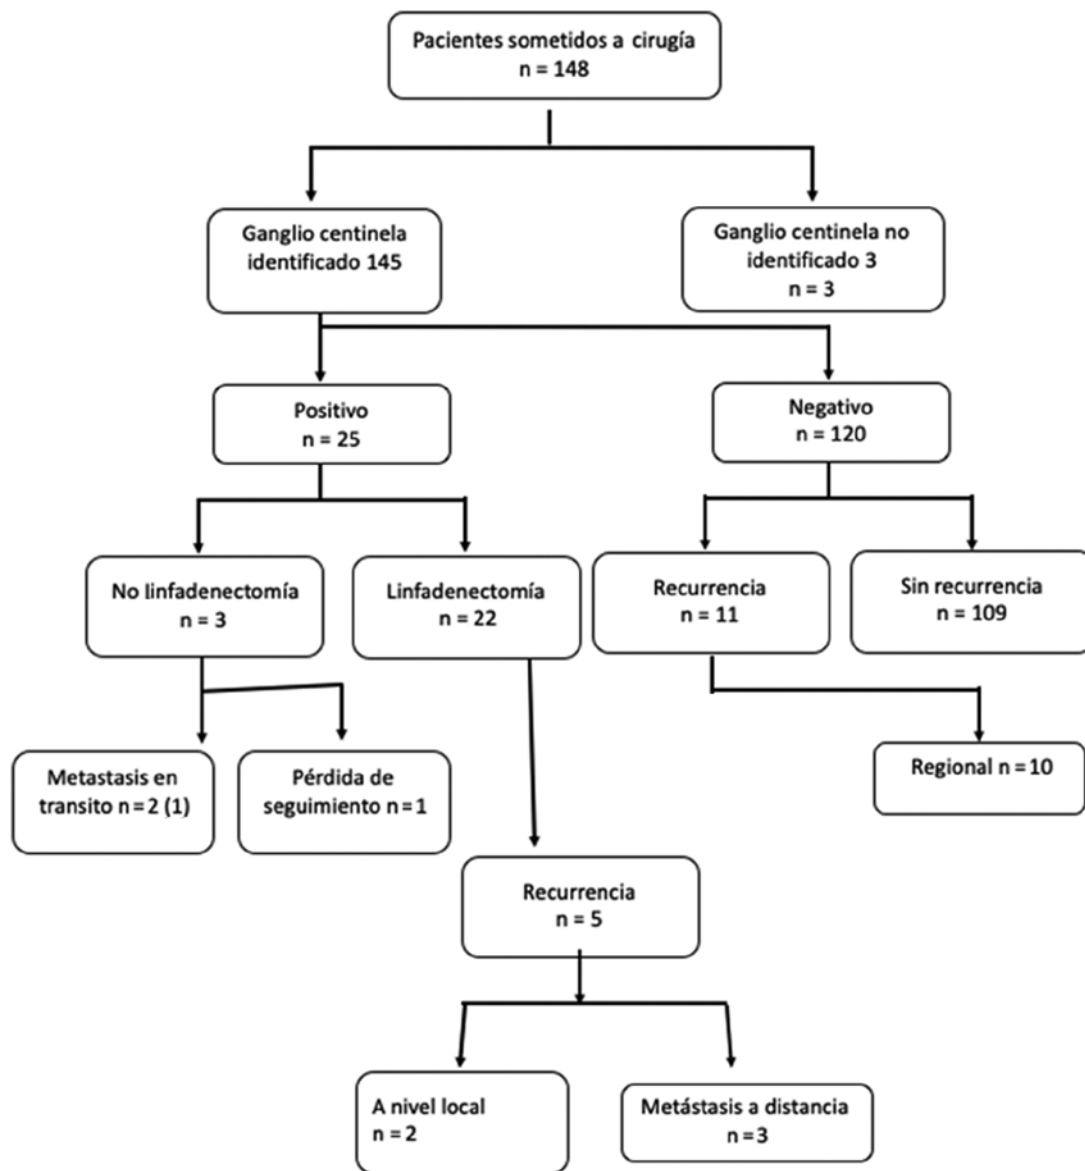 Pacientes sometidos a cirugía
n = 148
Ganglio centinela
identificado 145
Ganglio centinela no
identificado 3
n = 3
Positivo
n = 25
Negativo
n = 120
No linfadenectomía
n = 3
Linfadenectomía
n = 22
Recurrencia
n = 11
Sin recurrencia
n = 109
Metastasis en
transito n = 2 (1)
Pérdida de
seguimiento n = 1
Regional n = 10
Recurrencia
n = 5
A nivel local
n = 2
Metástasis a distancia
n = 3